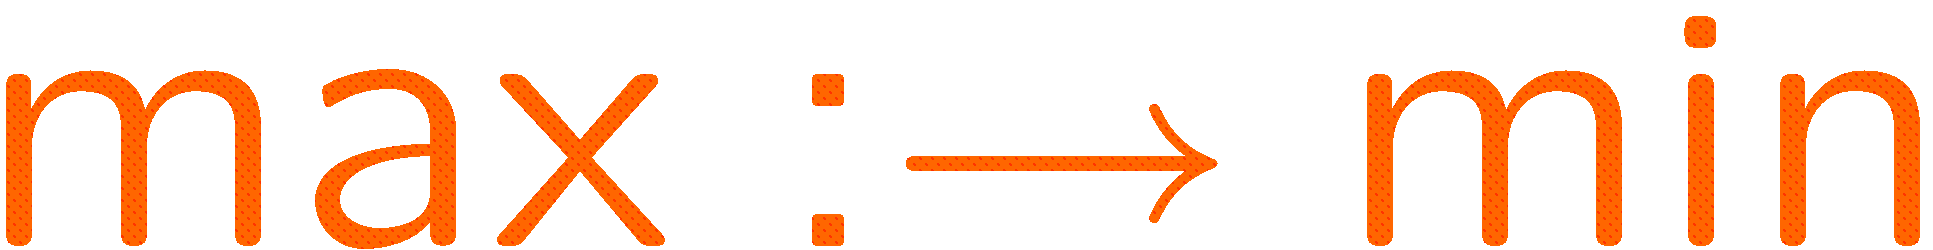 max : → min